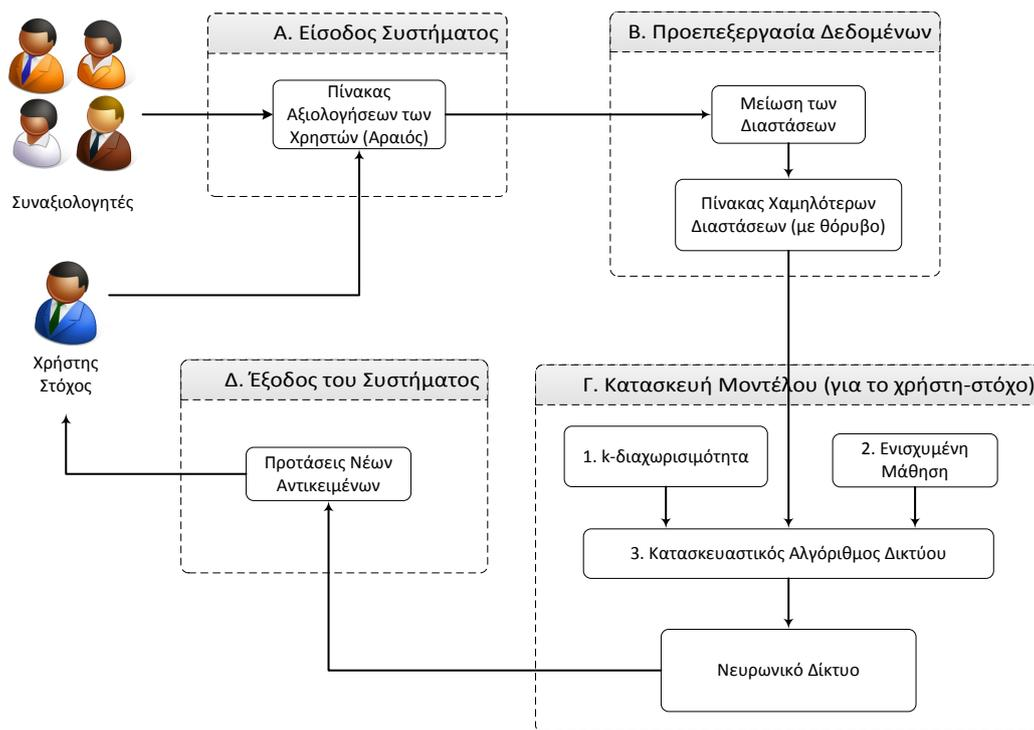 Α. Είσοδος Συστήματος
Πίνακας
Αξιολογήσεων των
Χρηστών (Αραιός)
Συναξιολογητές
Β. Προεπεξεργασία Δεδομένων
Μείωση των
Διαστάσεων
Πίνακας Χαμηλότερων
Διαστάσεων (με θόρυβο)
Χρήστης
Στόχος
Γ. Κατασκευή Μοντέλου (για το χρήστη-στόχο)
1. k-διαχωρισιμότητα
2. Ενισχυμένη
Μάθηση
3. Κατασκευαστικός Αλγόριθμος Δικτύου
Νευρωνικό Δίκτυο
Δ. Έξοδος του Συστήματος
Προτάσεις Νέων
Αντικειμένων